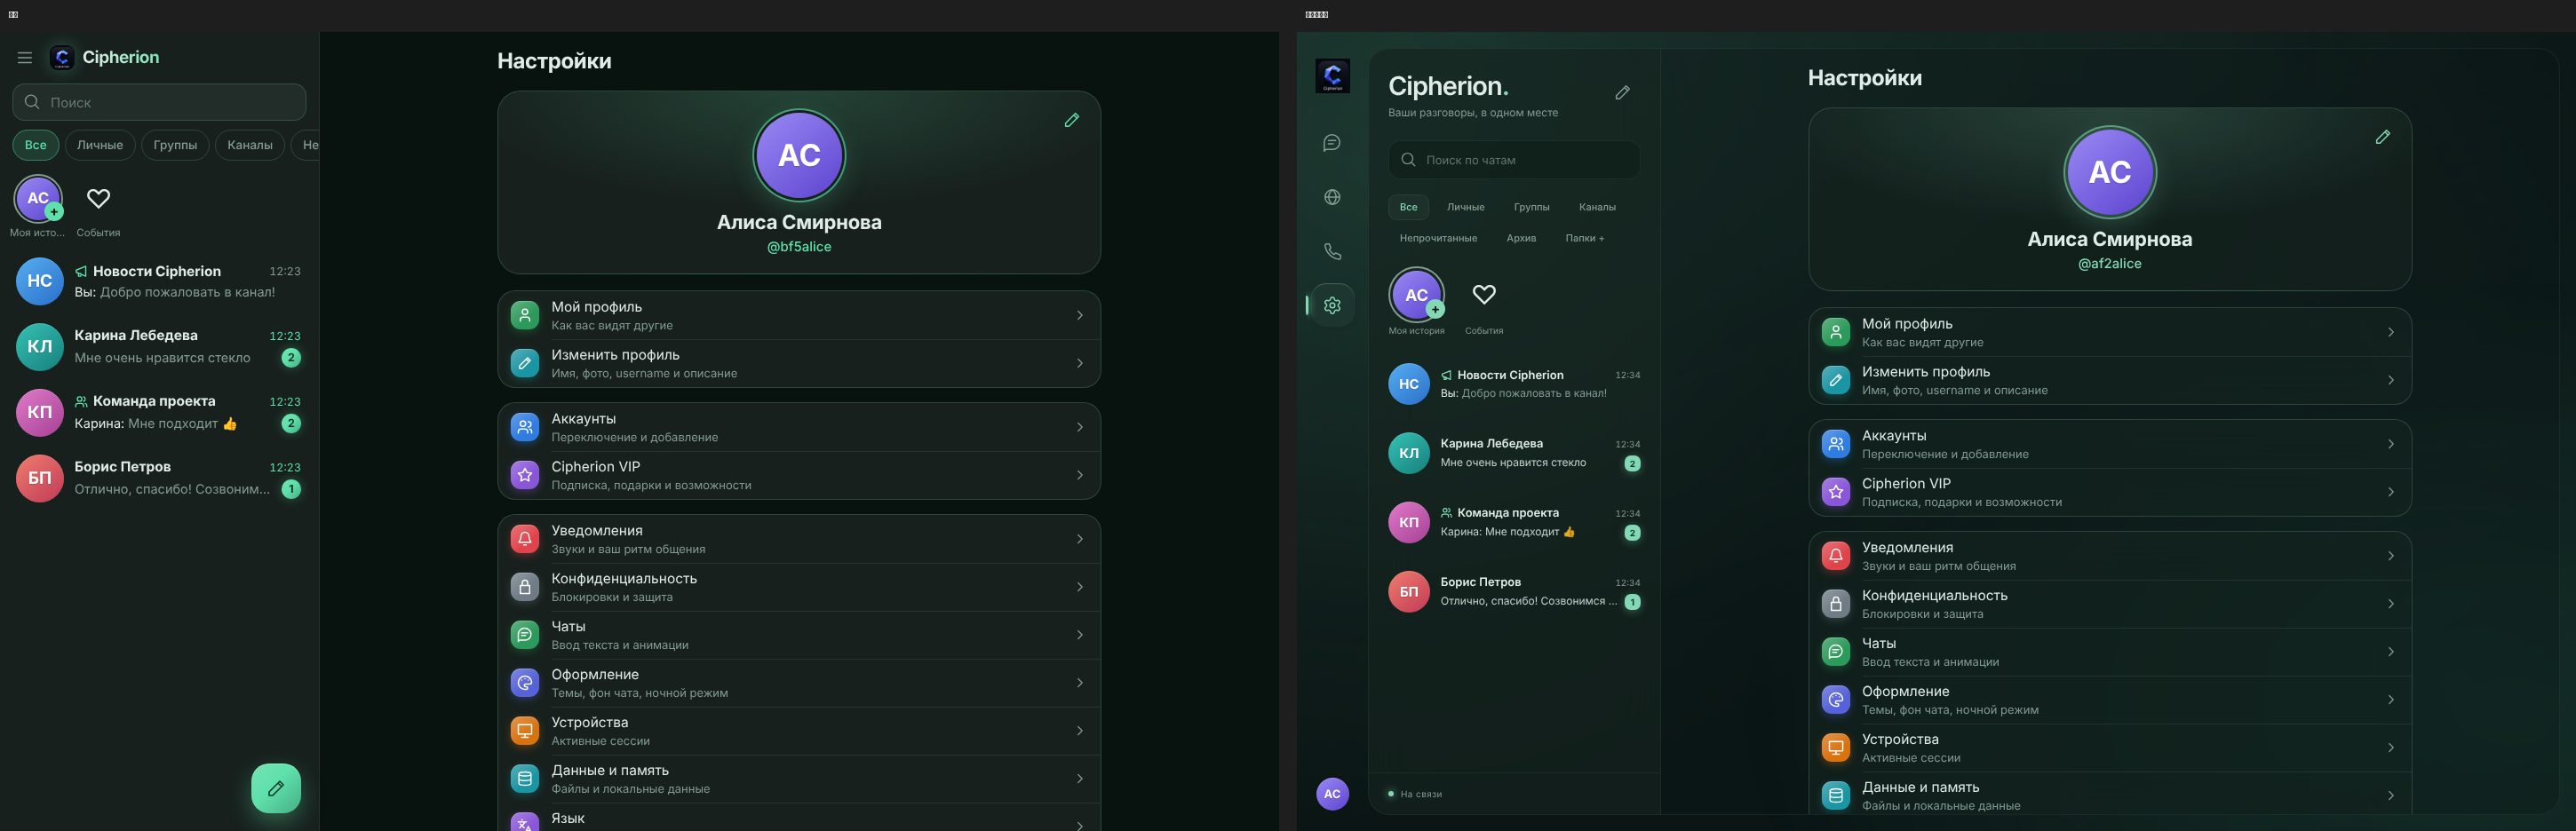 Cipherion
Поиск
Все Личные Группы Каналы Не
АС
Моя исто... События
НС Новости Cipherion 12:23
Вы: Добро пожаловать в канал!
КЛ Карина Лебедева 12:23
Мне очень нравится стекло 2
КП Команда проекта 12:23
Карина: Мне подходит 👍 2
БП Борис Петров 12:23
Отлично, спасибо! Созвоним... 1
Настройки
АС
Алиса Смирнова
@bf5alice
Мой профиль
Как вас видят другие
Изменить профиль
Имя, фото, username и описание
Аккаунты
Переключение и добавление
Cipherion VIP
Подписка, подарки и возможности
Уведомления
Звуки и ваш ритм общения
Конфиденциальность
Блокировки и защита
Чаты
Ввод текста и анимации
Оформление
Темы, фон чата, ночной режим
Устройства
Активные сессии
Данные и память
Файлы и локальные данные
Язык
Cipherion
АС
Cipherion.
Ваши разговоры, в одном месте
Поиск по чатам
Все Личные Группы Каналы
Непрочитанные Архив Папки +
АС
Моя история События
НС Новости Cipherion 12:34
Вы: Добро пожаловать в канал!
КЛ Карина Лебедева 12:34
Мне очень нравится стекло 2
КП Команда проекта 12:34
Карина: Мне подходит 👍 2
БП Борис Петров 12:34
Отлично, спасибо! Созвонимся ... 1
На связи
Настройки
АС
Алиса Смирнова
@af2alice
Мой профиль
Как вас видят другие
Изменить профиль
Имя, фото, username и описание
Аккаунты
Переключение и добавление
Cipherion VIP
Подписка, подарки и возможности
Уведомления
Звуки и ваш ритм общения
Конфиденциальность
Блокировки и защита
Чаты
Ввод текста и анимации
Оформление
Темы, фон чата, ночной режим
Устройства
Активные сессии
Данные и память
Файлы и локальные данные